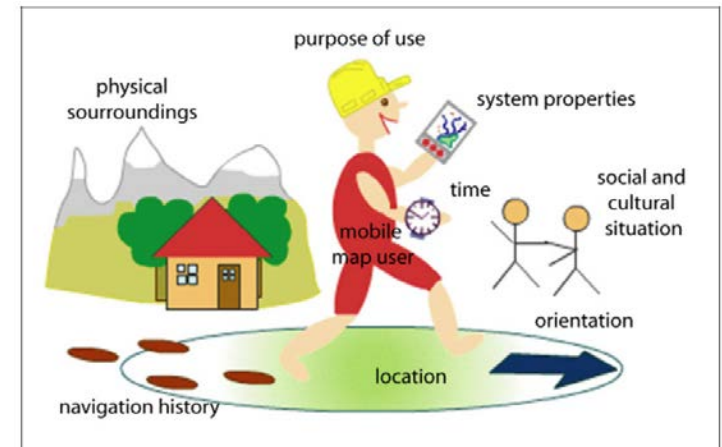 purpose of use
physical
sourroundings
system properties
time
social and
cultural
situation
mobile
map user
orientation
location
navigation history